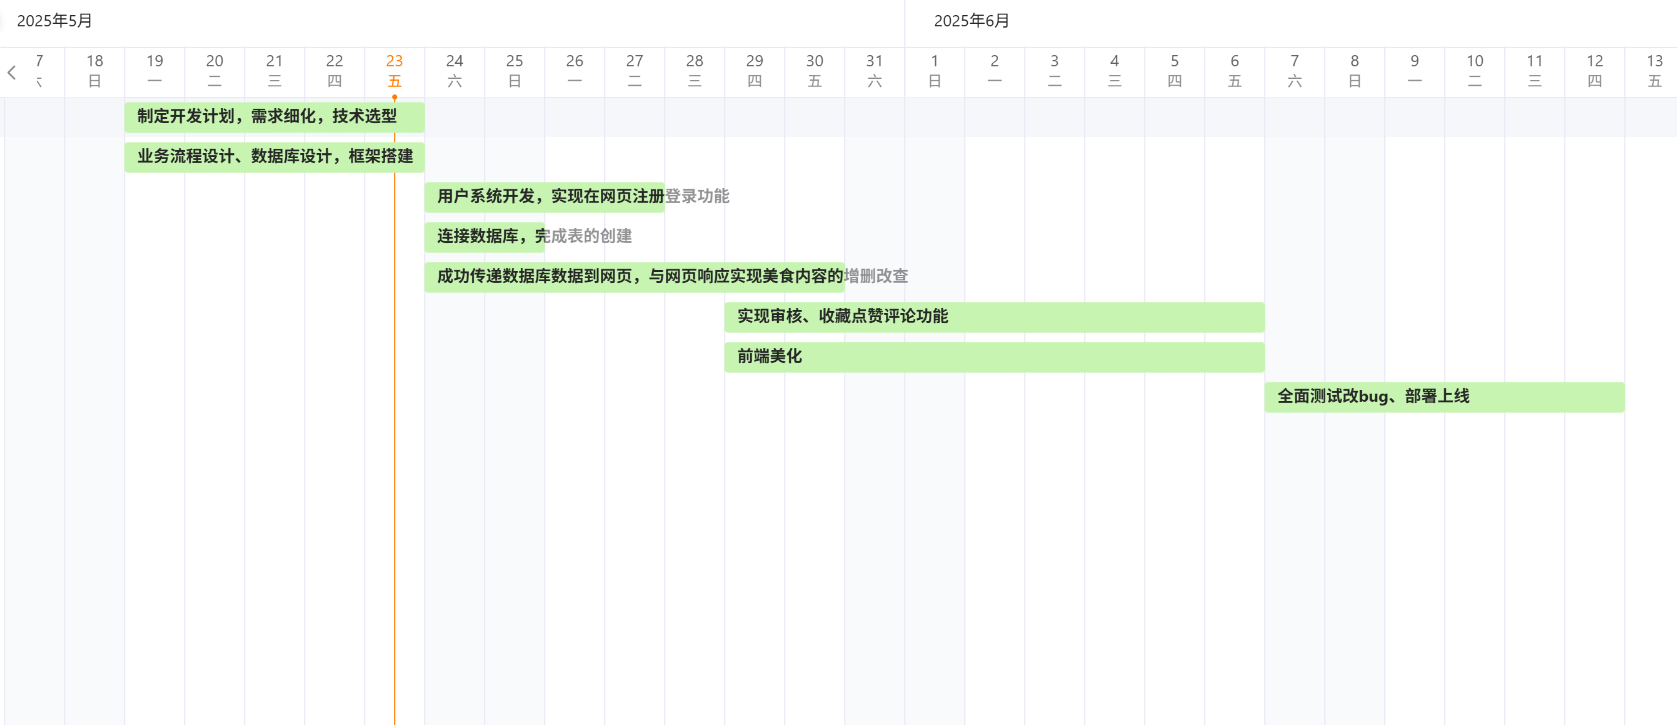 2025年5月 2025年6月
7 18 19 20 21 22 23 24 25 26 27 28 29 30 31 1 2 3 4 5 6 7 8 9 10 11 12 13
日 一 二 三 四 五 六 日 一 二 三 四 五 六 日 一 二 三 四 五 六 日 一 二 三 四 五
制定开发计划，需求细化，技术选型
业务流程设计、数据库设计，框架搭建
用户系统开发，实现在网页注册登录功能
连接数据库，完成表的创建
成功传递数据库数据到网页，与网页响应实现美食内容的增删改查
实现审核、收藏点赞评论功能
前端美化
全面测试改bug、部署上线